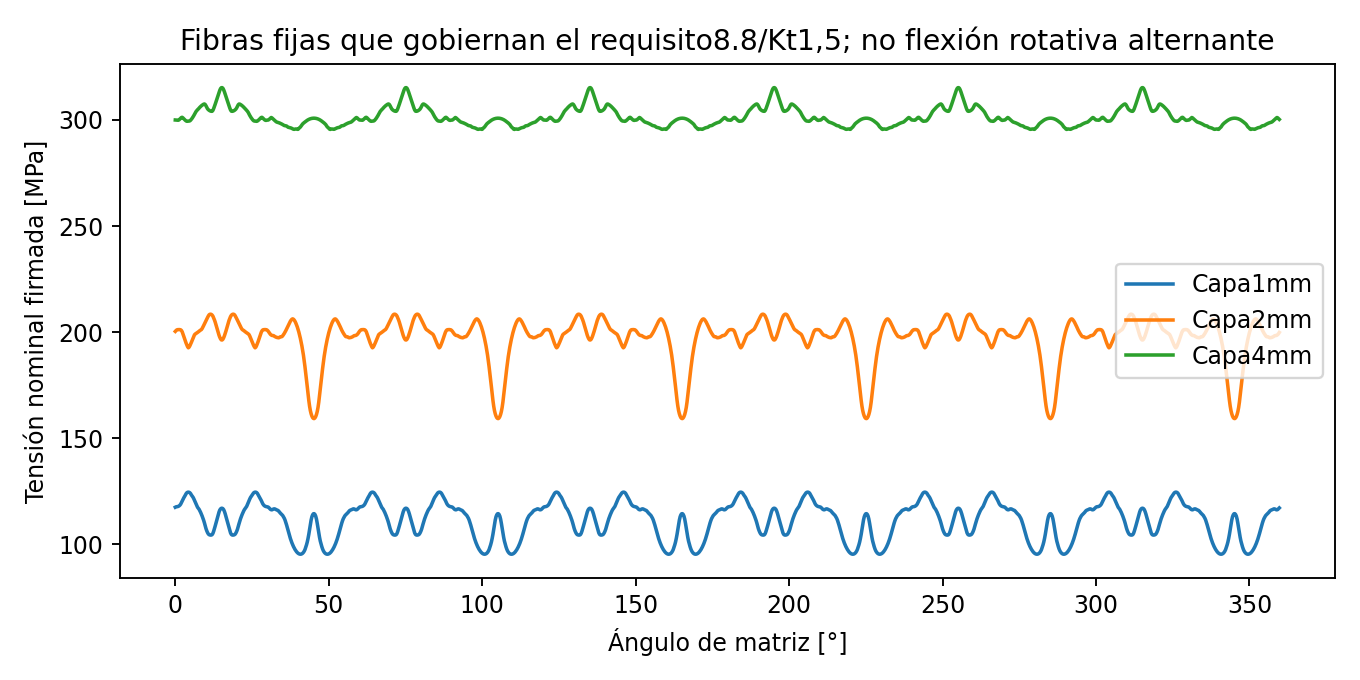 Fibras fijas que gobiernan el requisito8.8/Kt1,5; no flexión rotativa alternante
Tensión nominal firmada [MPa]
300
250
200
150
100
Capa1mm
Capa2mm
Capa4mm
0 50 100 150 200 250 300 350
Ángulo de matriz [°]